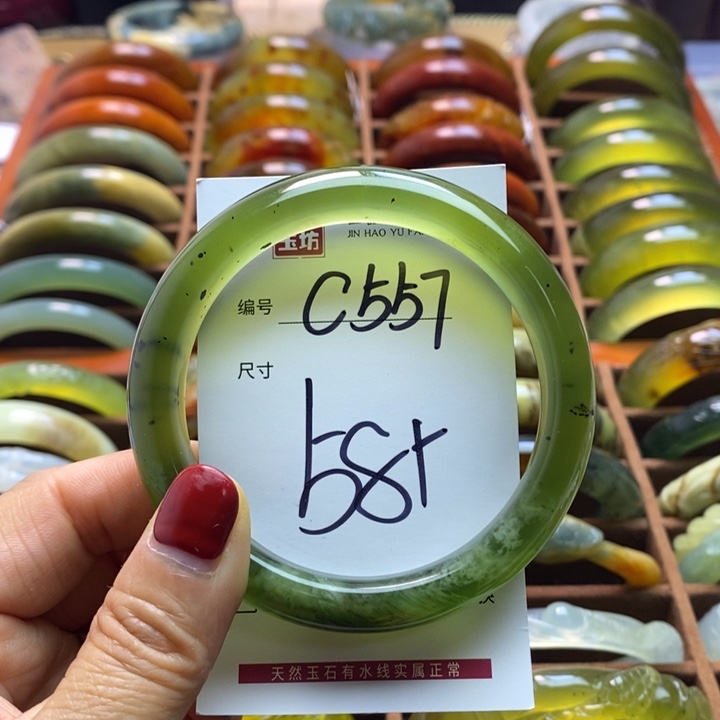 玉坊
JIN HAO YU FA
编号 C557
尺寸
58+
天然玉石有水线实属正常